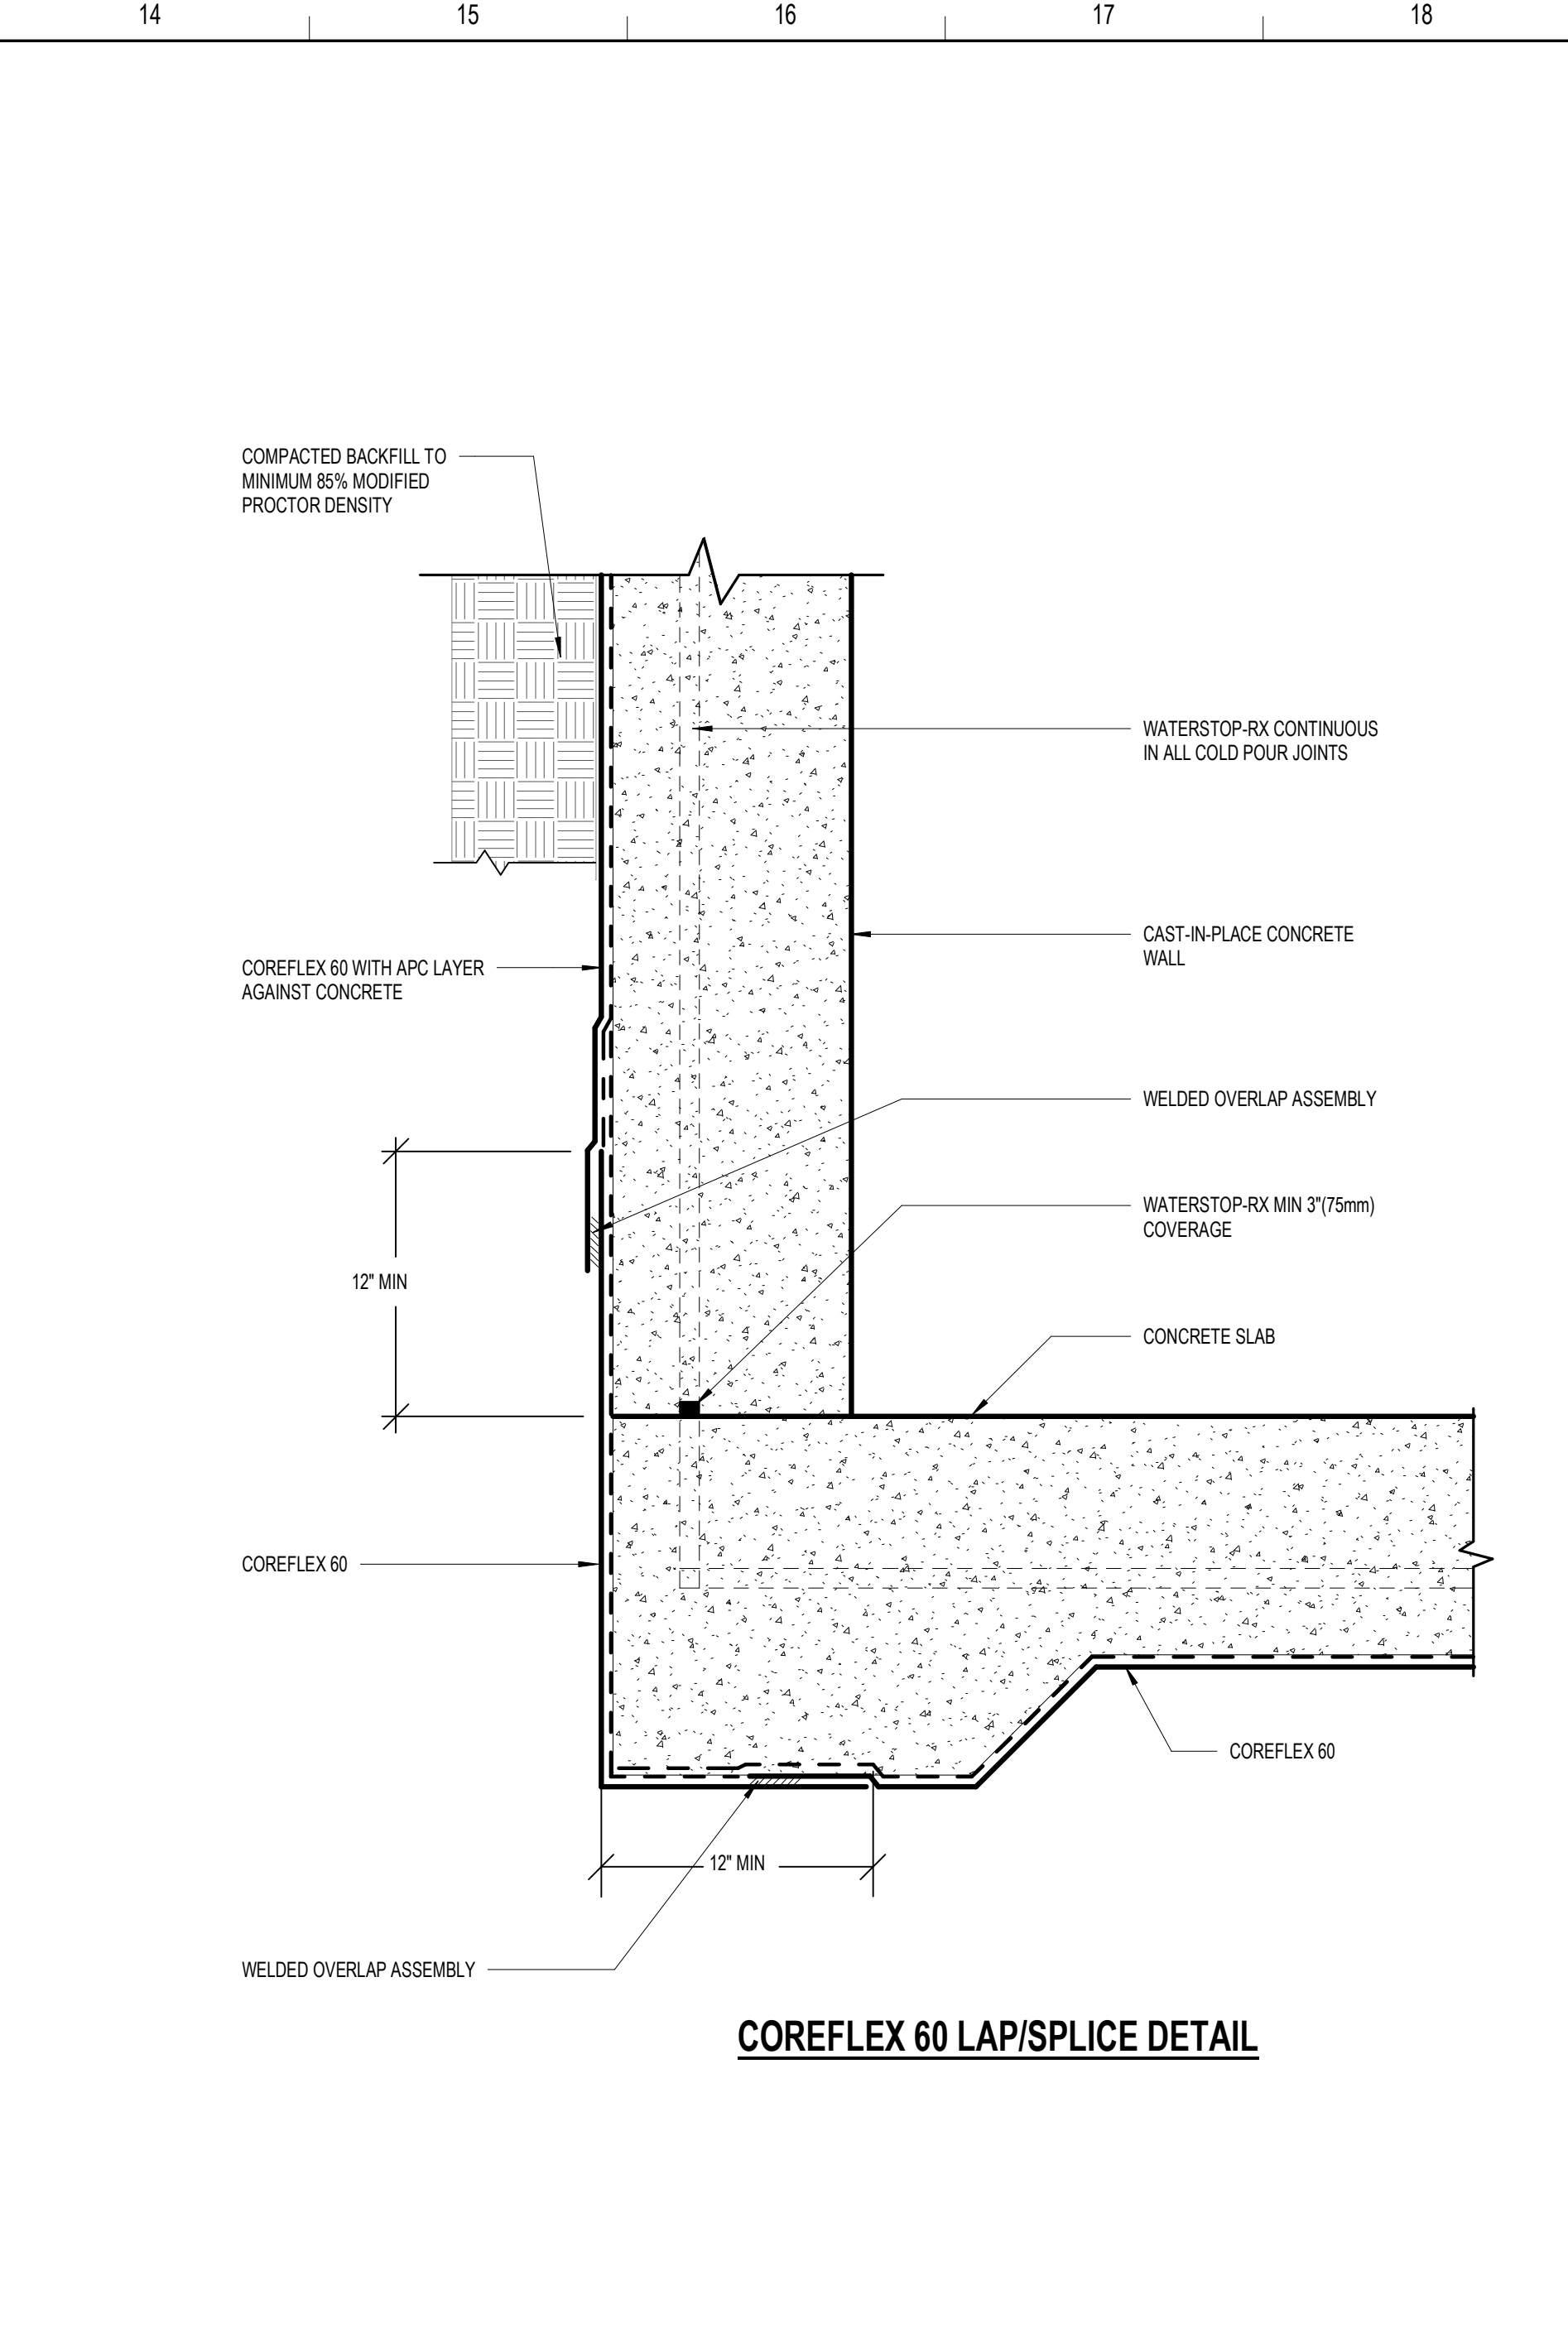 14 15 16 17 18
COMPACTED BACKFILL TO
MINIMUM 85% MODIFIED
PROCTOR DENSITY
WATERSTOP-RX CONTINUOUS
IN ALL COLD POUR JOINTS
CAST-IN-PLACE CONCRETE
WALL
COREFLEX 60 WITH APC LAYER
AGAINST CONCRETE
WELDED OVERLAP ASSEMBLY
WATERSTOP-RX MIN 3"(75mm)
COVERAGE
12" MIN
CONCRETE SLAB
COREFLEX 60
COREFLEX 60
12" MIN
WELDED OVERLAP ASSEMBLY
COREFLEX 60 LAP/SPLICE DETAIL